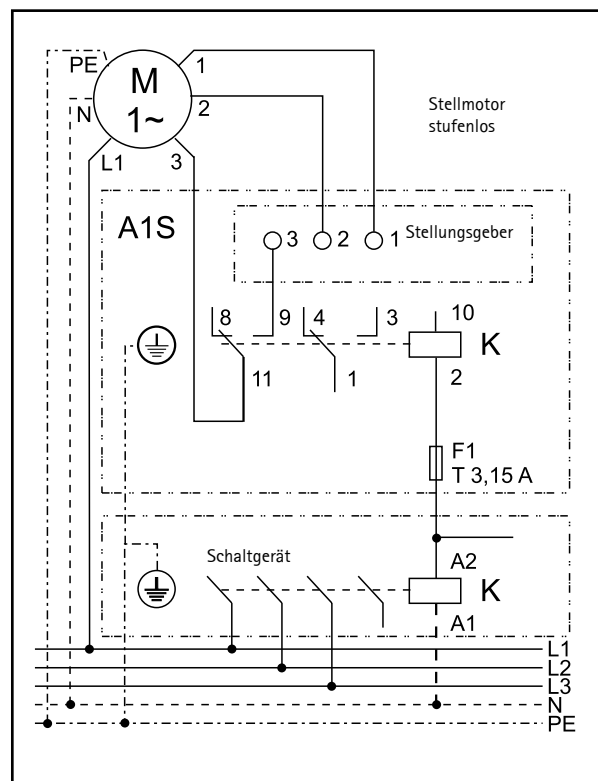 PE
1
M
1~
N
2
L1
3
Stellmotor
stufenlos
A1S
3
2
1
Stellungsgeber
8
9
4
3
10
K
11
1
2
F1
T 3,15 A
Schaltgerät
A2
K
A1
L1
L2
L3
N
PE